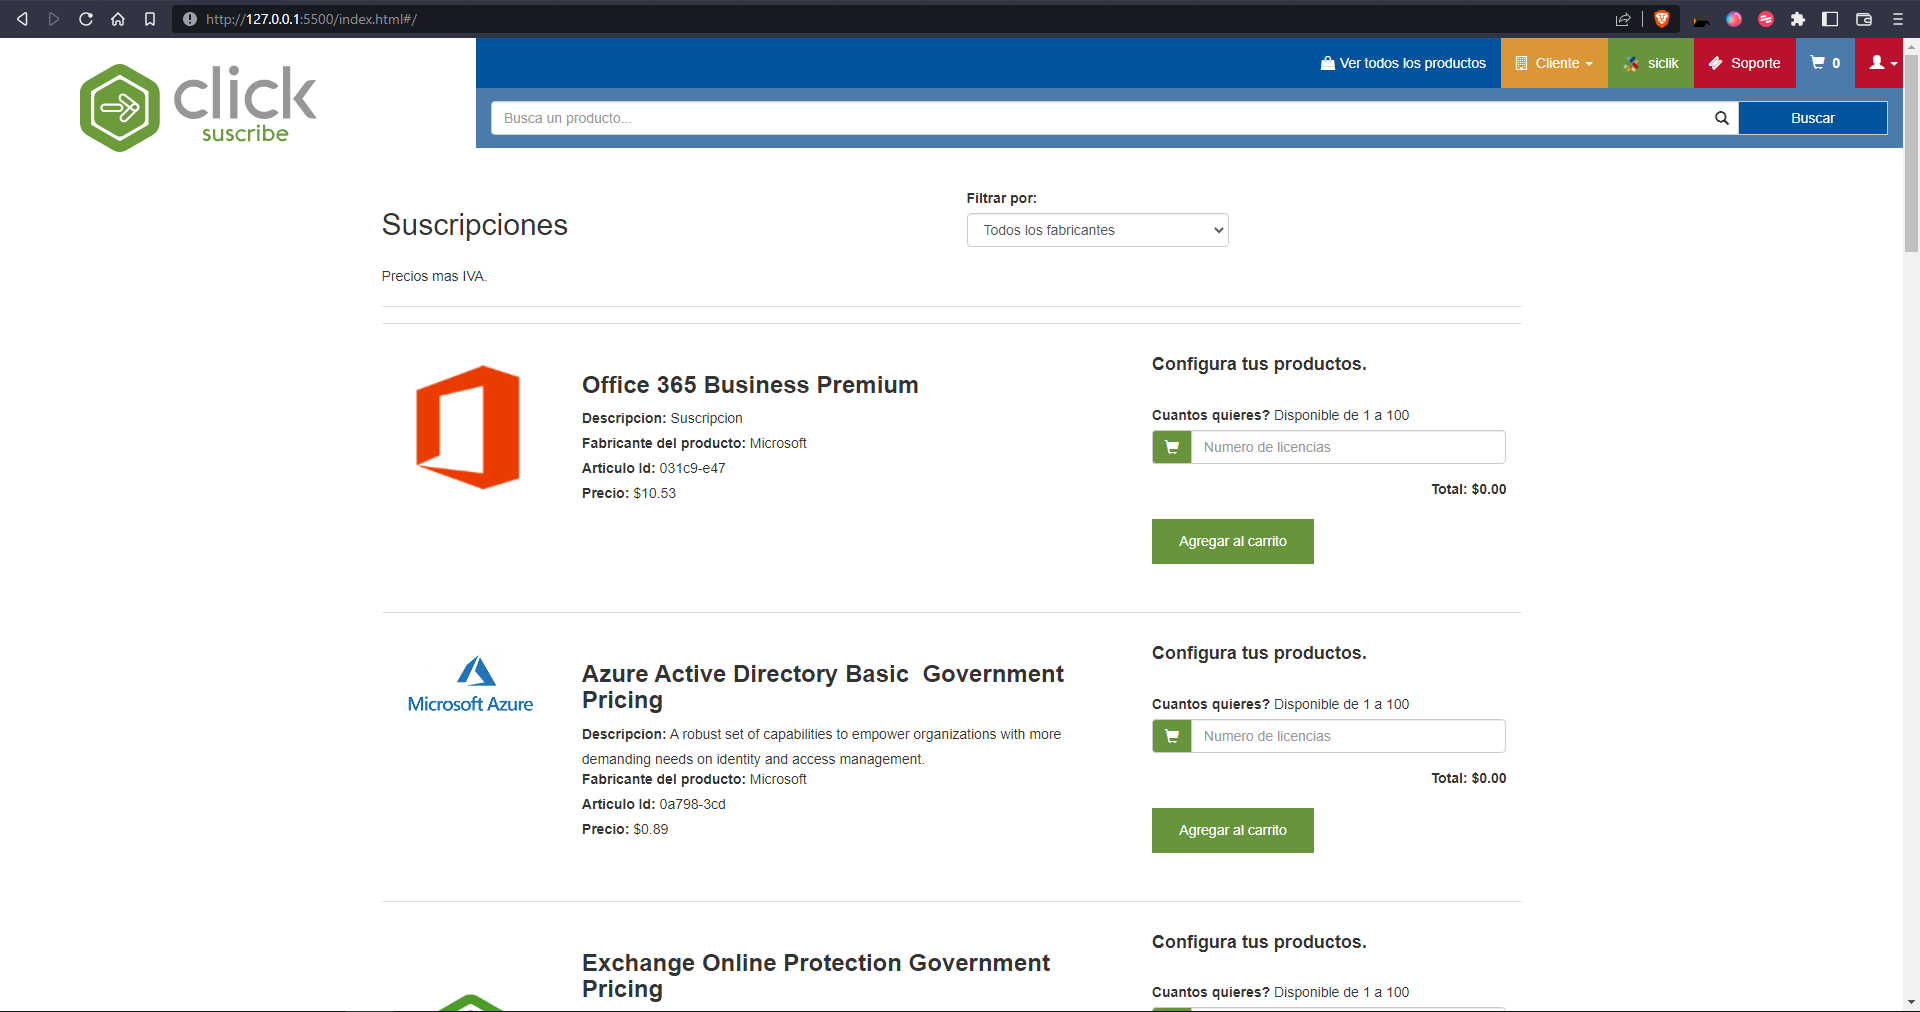 http://127.0.0.1:5500/index.html#/
click
suscribe
Ver todos los productos
Cliente
siclik
Soporte
0
Busca un producto...
Buscar
Suscripciones
Filtrar por:
Todos los fabricantes
Precios mas IVA.
Office 365 Business Premium
Descripcion: Suscripcion
Fabricante del producto: Microsoft
Articulo Id: 031c9-e47
Precio: $10.53
Configura tus productos.
Cuantos quieres? Disponible de 1 a 100
Numero de licencias
Total: $0.00
Agregar al carrito
Microsoft Azure
Azure Active Directory Basic  Government
Pricing
Descripcion: A robust set of capabilities to empower organizations with more
demanding needs on identity and access management.
Fabricante del producto: Microsoft
Articulo Id: 0a798-3cd
Precio: $0.89
Configura tus productos.
Cuantos quieres? Disponible de 1 a 100
Numero de licencias
Total: $0.00
Agregar al carrito
Exchange Online Protection Government
Pricing
Configura tus productos.
Cuantos quieres? Disponible de 1 a 100